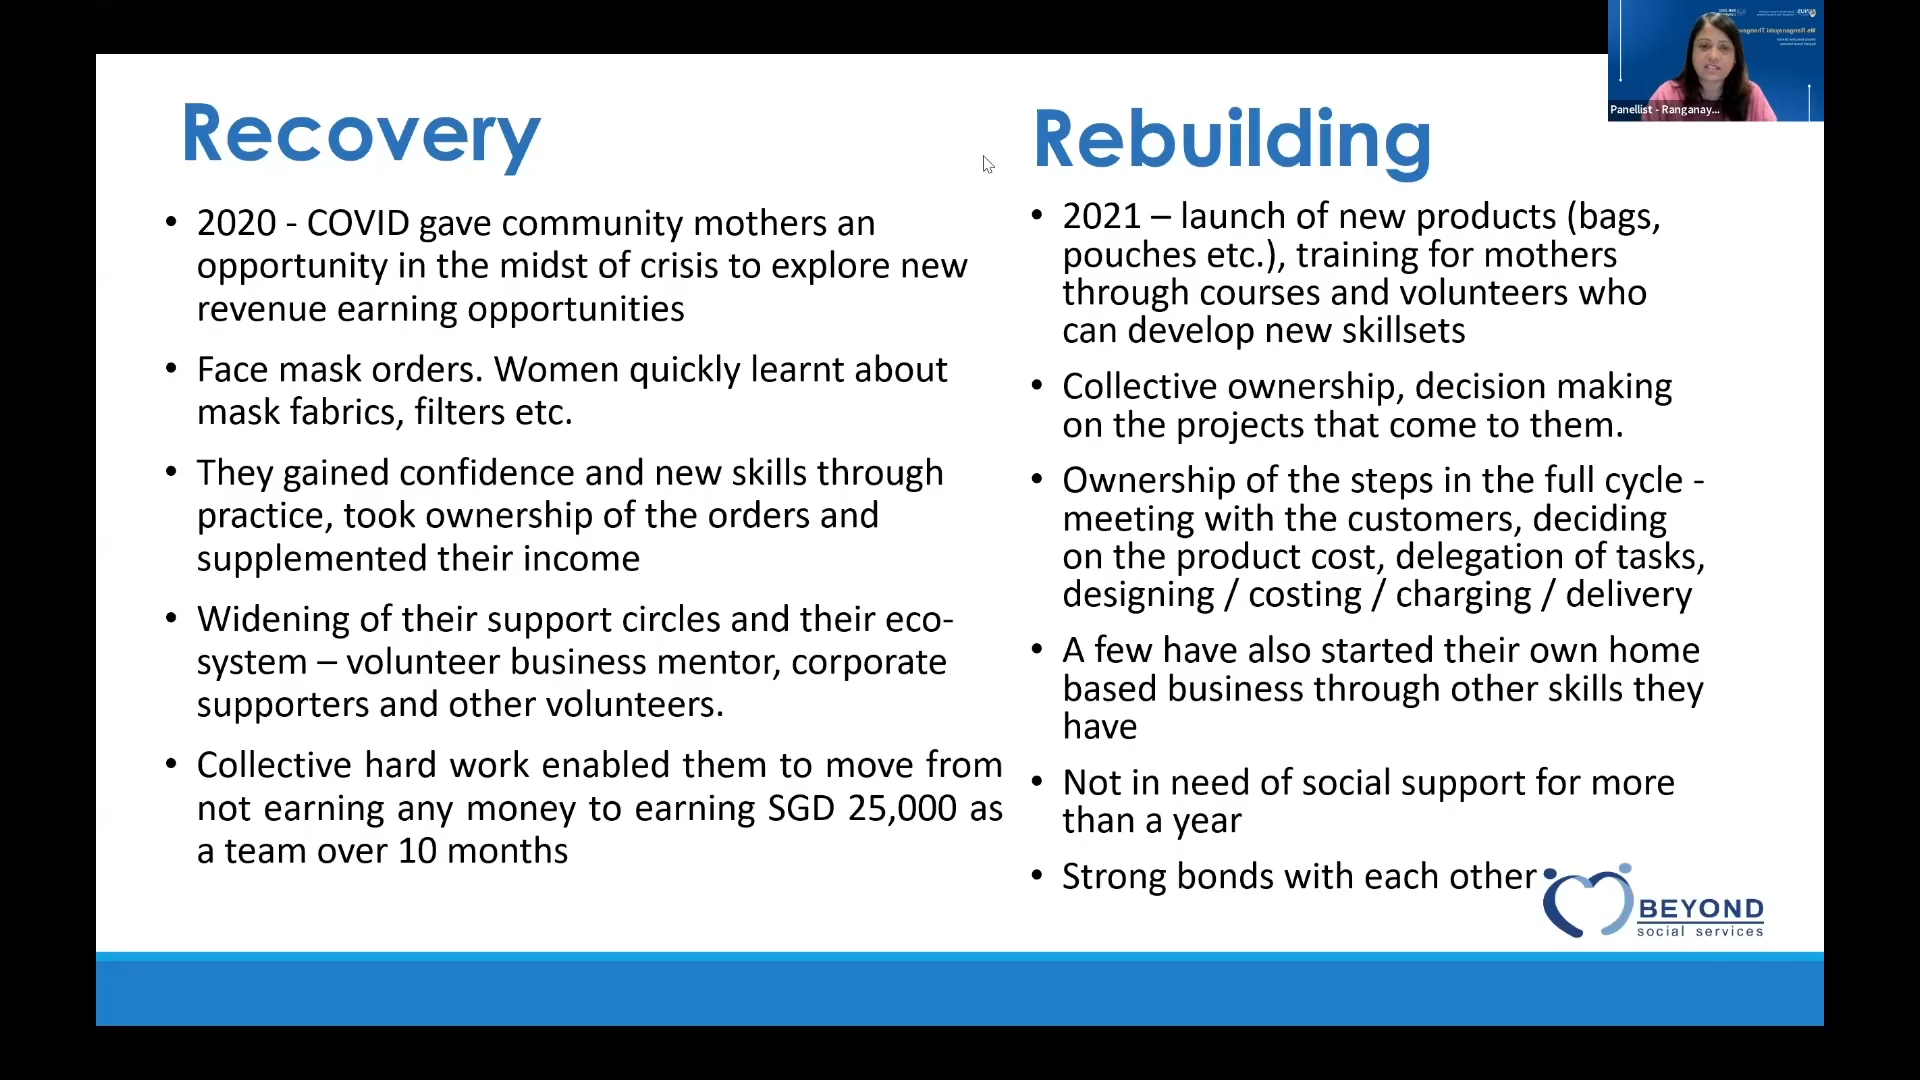 Recovery
• 2020 - COVID gave community mothers an
opportunity in the midst of crisis to explore new
revenue earning opportunities
• Face mask orders. Women quickly learnt about
mask fabrics, filters etc.
• They gained confidence and new skills through
practice, took ownership of the orders and
supplemented their income
• Widening of their support circles and their eco-
system – volunteer business mentor, corporate
supporters and other volunteers.
• Collective hard work enabled them to move from
not earning any money to earning SGD 25,000 as
a team over 10 months
Rebuilding
• 2021 – launch of new products (bags,
pouches etc.), training for mothers
through courses and volunteers who
can develop new skillsets
• Collective ownership, decision making
on the projects that come to them.
• Ownership of the steps in the full cycle -
meeting with the customers, deciding
on the product cost, delegation of tasks,
designing / costing / charging / delivery
• A few have also started their own home
based business through other skills they
have
• Not in need of social support for more
than a year
• Strong bonds with each other
BEYOND
social services
NUS
Ms Ranganayaki Thangav
Panellist - Ranganay...